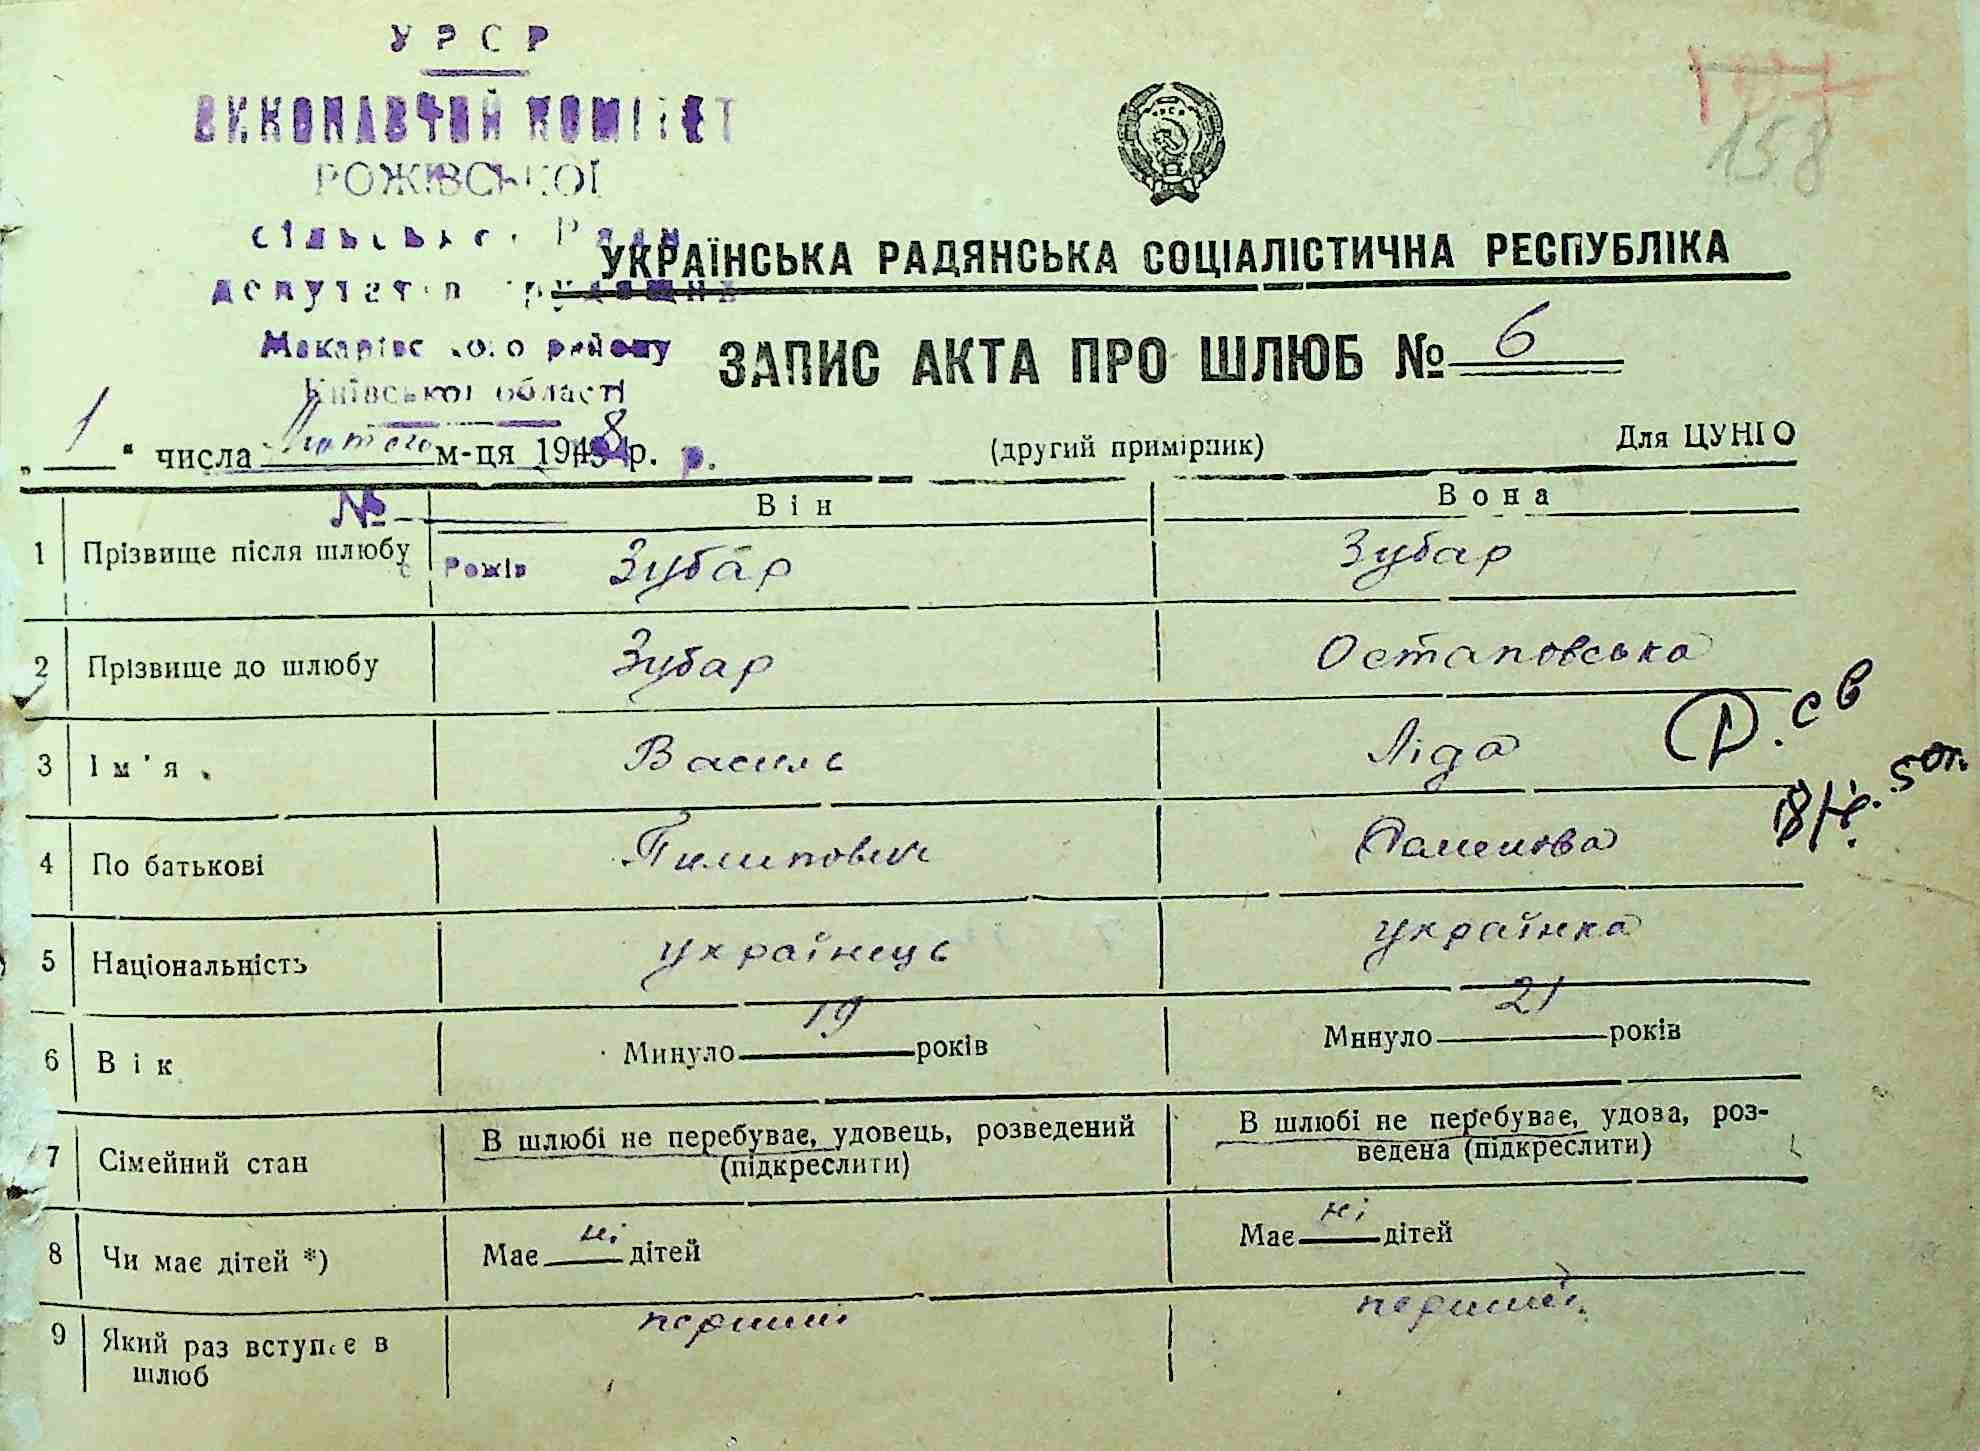 УРСР
ВИКОНАВЧИЙ КОМІТЕТ
РОЖІВСЬКОЇ
сільської Ради
депутатів трудящих
Макарівського району
Київської області
158
УКРАЇНСЬКА РАДЯНСЬКА СОЦІАЛІСТИЧНА РЕСПУБЛІКА
ЗАПИС АКТА ПРО ШЛЮБ № 6
„ 1 " числа Лютого м-ця 1948 р. р.
(другий примірник)
Для ЦУНГО
№
Він Вона
1 Прізвище після шлюбу с Рожів Зубар Зубар
2 Прізвище до шлюбу Зубар Остаповська
3 Ім'я Василь Ліда
4 По батькові Пилипович
5 Національність українець українка
6 Вік Минуло 19 років Минуло 21 років
7 Сімейний стан В шлюбі не перебуває, удовець, розведений (підкреслити) В шлюбі не перебуває, удова, роз-
ведена (підкреслити)
8 Чи має дітей *) Має ні дітей Має ні дітей
9 Який раз вступає в
шлюб перший перший